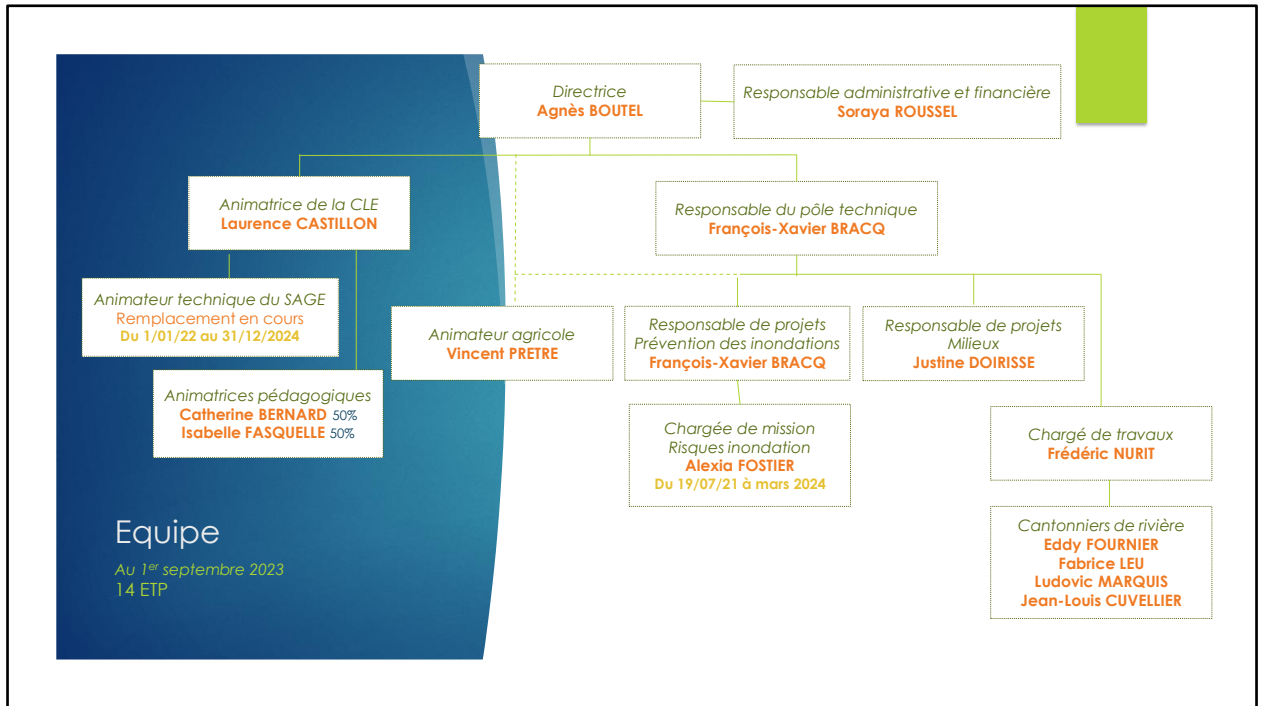 Directrice
Agnès BOUTEL
Responsable administrative et financière
Soraya ROUSSEL
Animatrice de la CLE
Laurence CASTILLON
Responsable du pôle technique
François-Xavier BRACQ
Animateur technique du SAGE
Remplacement en cours
Du 1/01/22 au 31/12/2024
Animateur agricole
Vincent PRETRE
Responsable de projets
Prévention des inondations
François-Xavier BRACQ
Responsable de projets
Milieux
Justine DOIRISSE
Animatrices pédagogiques
Catherine BERNARD 50%
Isabelle FASQUELLE 50%
Chargée de mission
Risques inondation
Alexia FOSTIER
Du 19/07/21 à mars 2024
Chargé de travaux
Frédéric NURIT
Cantonniers de rivière
Eddy FOURNIER
Fabrice LEU
Ludovic MARQUIS
Jean-Louis CUVELLIER
Equipe
Au 1er septembre 2023
14 ETP